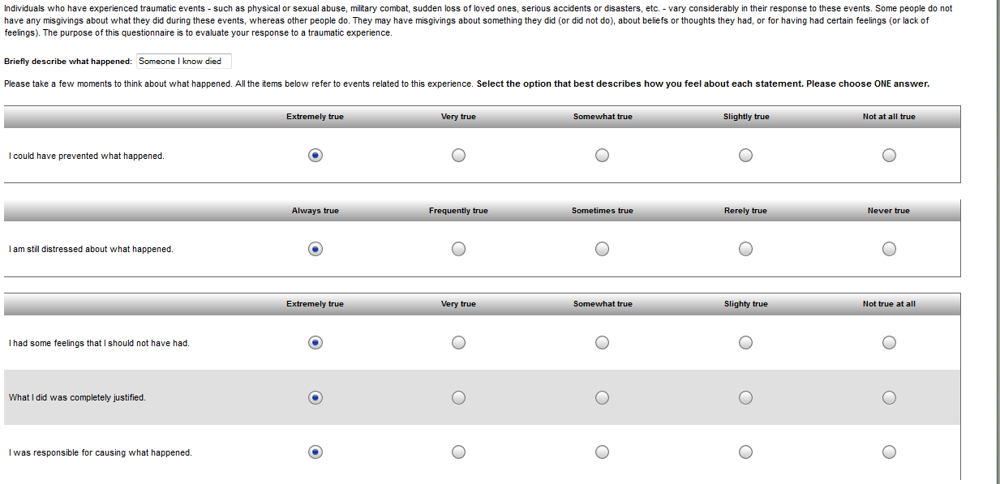 Individuals who have experienced traumatic events - such as physical or sexual abuse, military combat, sudden loss of loved ones, serious accidents or disasters, etc. - vary considerably in their response to these events. Some people do not
have any misgivings about what they did during these events, whereas other people do. They may have misgivings about something they did (or did not do), about beliefs or thoughts they had, or for having had certain feelings (or lack of
feelings). The purpose of this questionnaire is to evaluate your response to a traumatic experience.
Briefly describe what happened: Someone I know died
Please take a few moments to think about what happened. All the items below refer to events related to this experience. Select the option that best describes how you feel about each statement. Please choose ONE answer.
Extremely true Very true Somewhat true Slightly true Not at all true
I could have prevented what happened.
Always true Frequently true Sometimes true Rerely true Never true
I am still distressed about what happened.
Extremely true Very true Somewhat true Slighty true Not true at all
I had some feelings that I should not have had.
What I did was completely justified.
I was responsible for causing what happened.